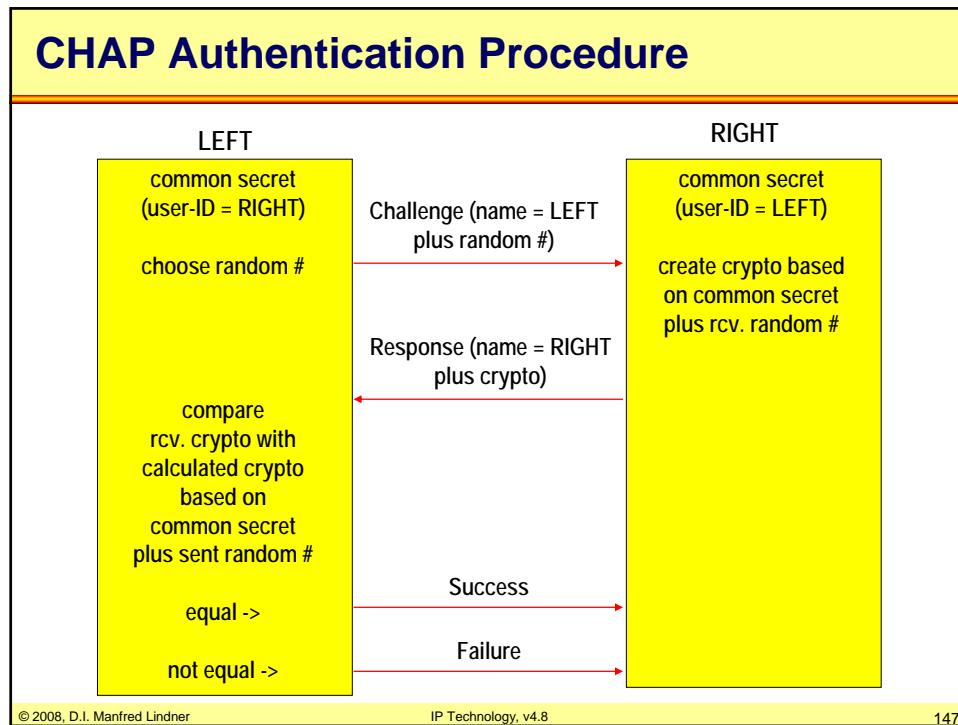 CHAP Authentication Procedure
LEFT
RIGHT
common secret
(user-ID = RIGHT)
choose random #
Challenge (name = LEFT
plus random #)
common secret
(user-ID = LEFT)
create crypto based
on common secret
plus rcv. random #
Response (name = RIGHT
plus crypto)
compare
rcv. crypto with
calculated crypto
based on
common secret
plus sent random #
equal ->
Success
not equal ->
Failure
© 2008, D.I. Manfred Lindner
IP Technology, v4.8
147